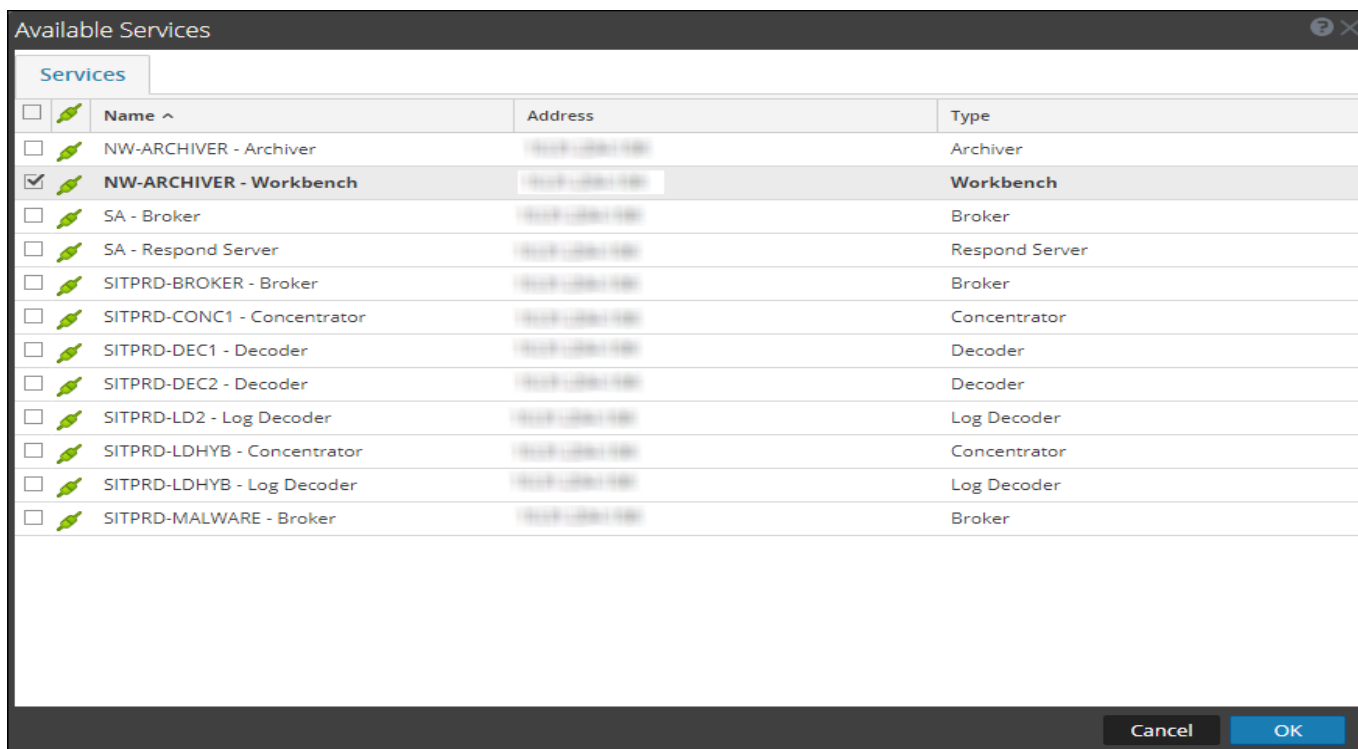 Available Services
Services
Name Address Type
NW-ARCHIVER - Archiver Archiver
NW-ARCHIVER - Workbench Workbench
SA - Broker Broker
SA - Respond Server Respond Server
SITPRD-BROKER - Broker Broker
SITPRD-CONC1 - Concentrator Concentrator
SITPRD-DEC1 - Decoder Decoder
SITPRD-DEC2 - Decoder Decoder
SITPRD-LD2 - Log Decoder Log Decoder
SITPRD-LDHYB - Concentrator Concentrator
SITPRD-LDHYB - Log Decoder Log Decoder
SITPRD-MALWARE - Broker Broker
Cancel OK